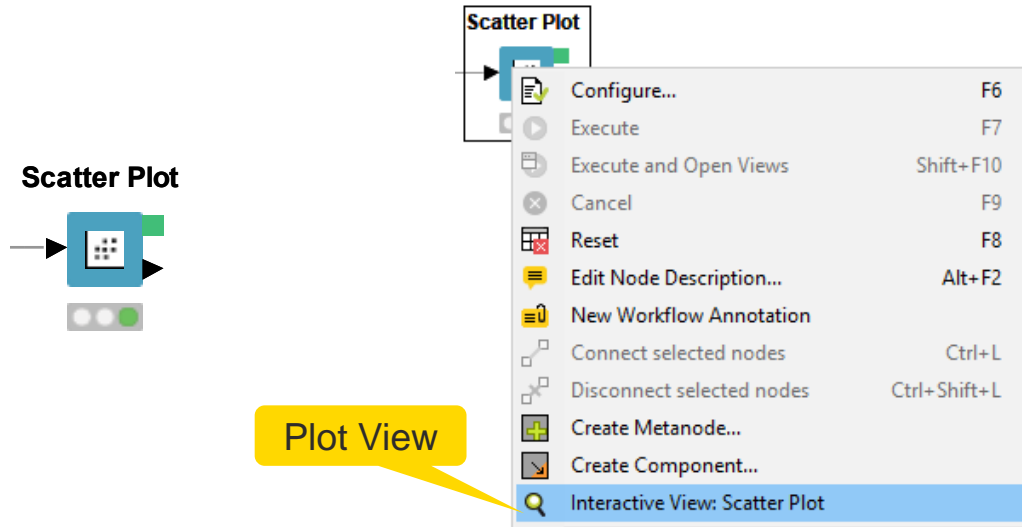 Scatter Plot
Scatter Plot
Configure... F6
Execute F7
Execute and Open Views Shift+F10
Cancel F9
Reset F8
Edit Node Description... Alt+F2
New Workflow Annotation
Connect selected nodes Ctrl+L
Disconnect selected nodes Ctrl+Shift+L
Create Metanode...
Create Component...
Interactive View: Scatter Plot
Plot View